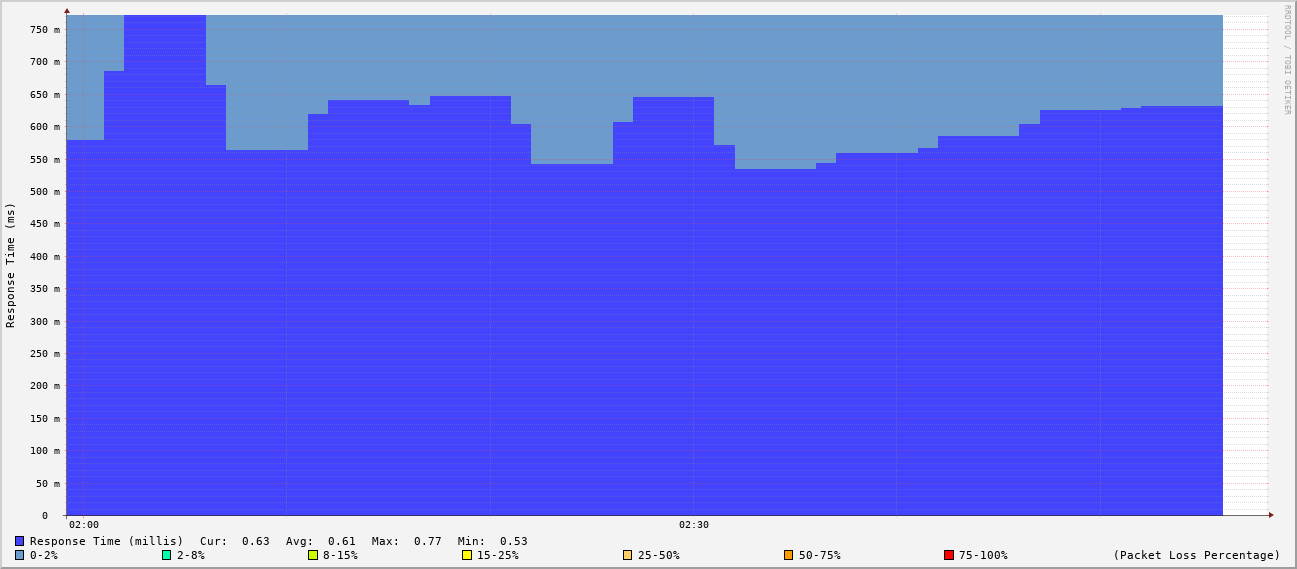 RRDTOOL / TOBI OETIKER
Response Time (ms)
750 m
700 m
650 m
600 m
550 m
500 m
450 m
400 m
350 m
300 m
250 m
200 m
150 m
100 m
50 m
0
02:00 02:30
Response Time (millis) Cur: 0.63 Avg: 0.61 Max: 0.77 Min: 0.53
0-2% 2-8% 8-15% 15-25% 25-50% 50-75% 75-100% (Packet Loss Percentage)